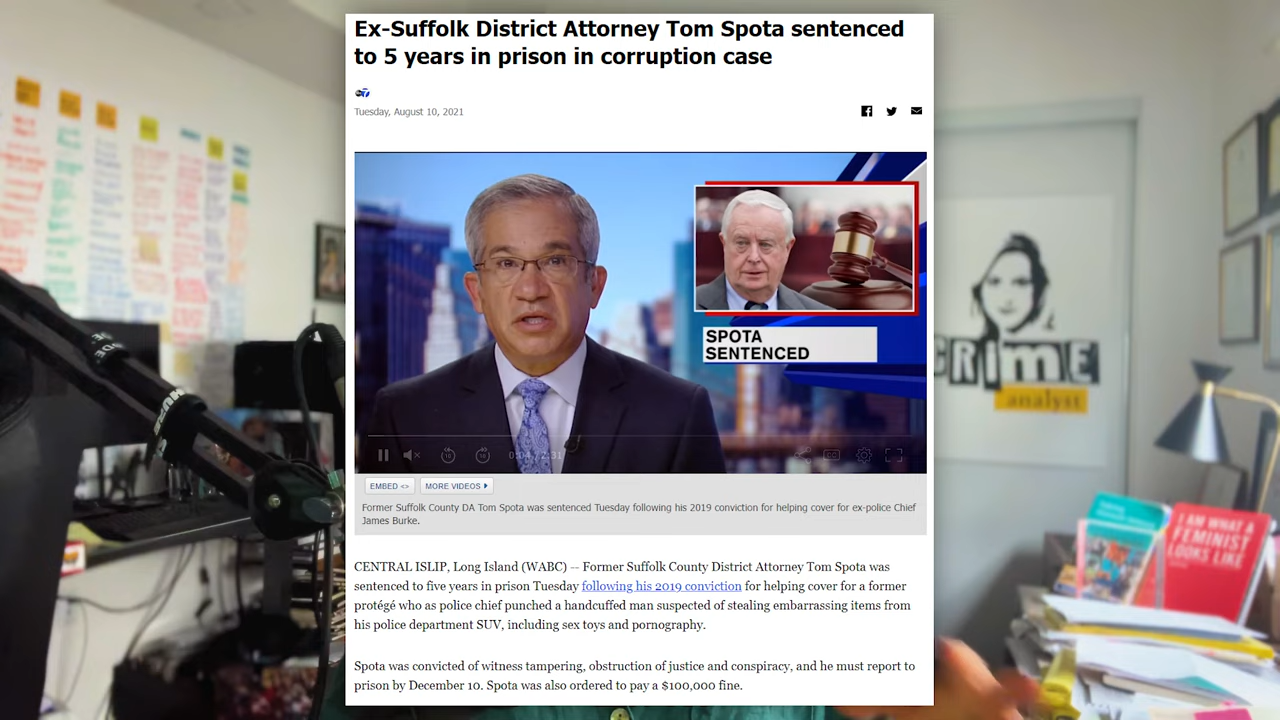 Ex-Suffolk District Attorney Tom Spota sentenced
to 5 years in prison in corruption case
Tuesday, August 10, 2021
SPOTA
SENTENCED
EMBED <>
MORE VIDEOS
Former Suffolk County DA Tom Spota was sentenced Tuesday following his 2019 conviction for helping cover for ex-police Chief
James Burke.
CENTRAL ISLIP, Long Island (WABC) -- Former Suffolk County District Attorney Tom Spota was
sentenced to five years in prison Tuesday following his 2019 conviction for helping cover for a former
protégé who as police chief punched a handcuffed man suspected of stealing embarrassing items from
his police department SUV, including sex toys and pornography.
Spota was convicted of witness tampering, obstruction of justice and conspiracy, and he must report to
prison by December 10. Spota was also ordered to pay a $100,000 fine.
CRIME
analyst
I AM WHAT A
FEMINIST
LOOKS LIKE